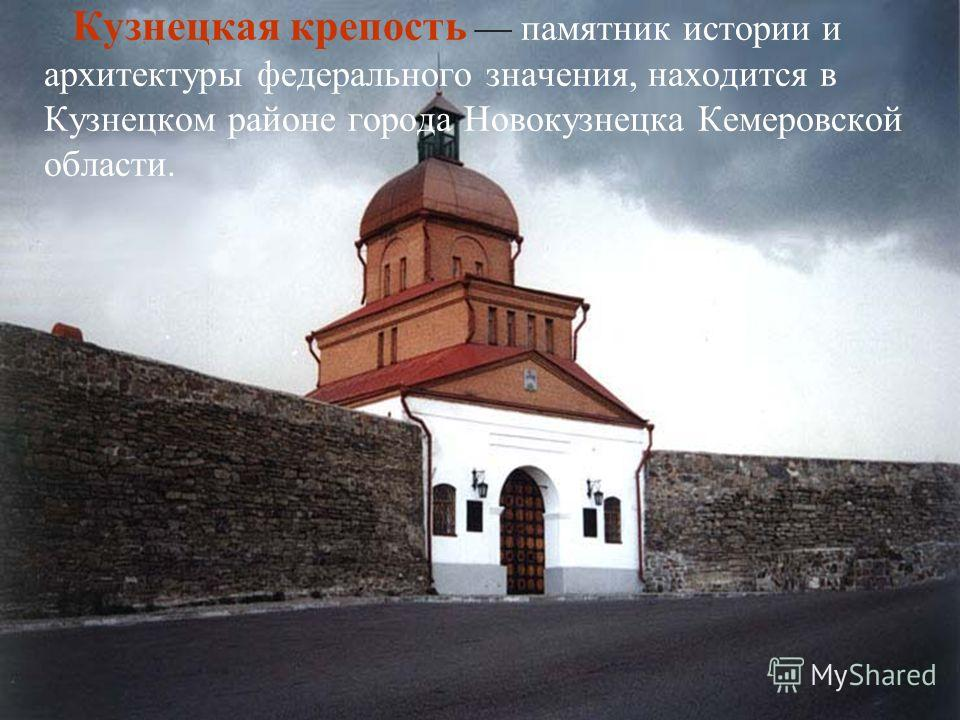 Кузнецкая крепость — памятник истории и
архитектуры федерального значения, находится в
Кузнецком районе города Новокузнецка Кемеровской
области.
MyShared